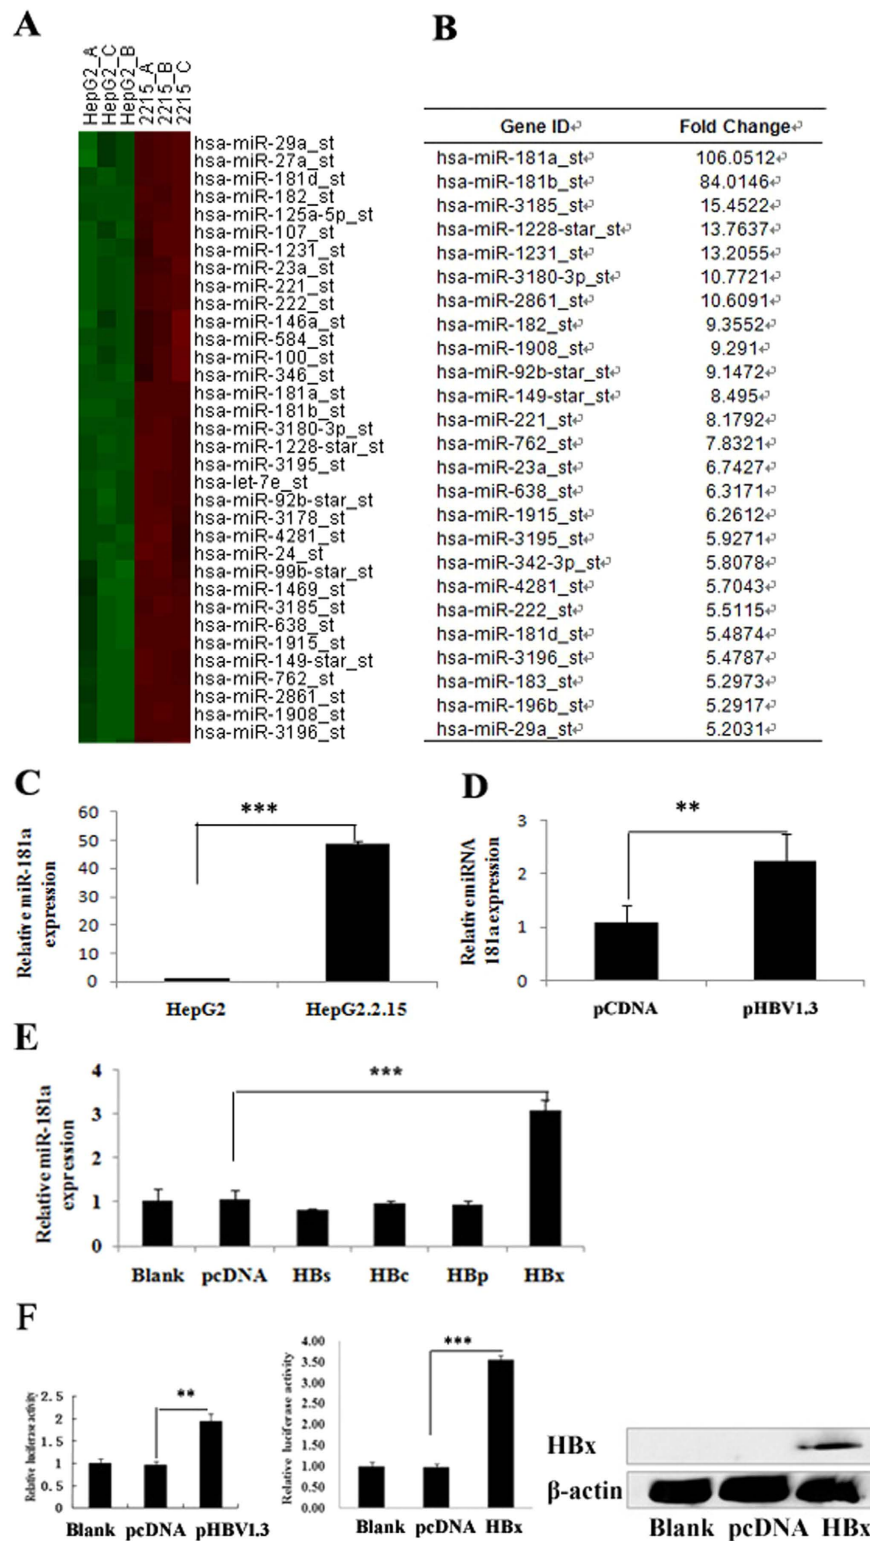 A
HepG2_A
HepG2_C
HepG2_B
2215_A
2215_B
2215_C
hsa-miR-29a_st
hsa-miR-27a_st
hsa-miR-181d_st
hsa-miR-182_st
hsa-miR-125a-5p_st
hsa-miR-107_st
hsa-miR-1231_st
hsa-miR-23a_st
hsa-miR-221_st
hsa-miR-222_st
hsa-miR-146a_st
hsa-miR-584_st
hsa-miR-100_st
hsa-miR-346_st
hsa-miR-181a_st
hsa-miR-181b_st
hsa-miR-3180-3p_st
hsa-miR-1228-star_st
hsa-miR-3195_st
hsa-let-7e_st
hsa-miR-92b-star_st
hsa-miR-3178_st
hsa-miR-4281_st
hsa-miR-24_st
hsa-miR-99b-star_st
hsa-miR-1469_st
hsa-miR-3185_st
hsa-miR-638_st
hsa-miR-1915_st
hsa-miR-149-star_st
hsa-miR-762_st
hsa-miR-2861_st
hsa-miR-1908_st
hsa-miR-3196_st
B
Gene ID↵ Fold Change↵
hsa-miR-181a_st↵ 106.0512↵
hsa-miR-181b_st↵ 84.0146↵
hsa-miR-3185_st↵ 15.4522↵
hsa-miR-1228-star_st↵ 13.7637↵
hsa-miR-1231_st↵ 13.2055↵
hsa-miR-3180-3p_st↵ 10.7721↵
hsa-miR-2861_st↵ 10.6091↵
hsa-miR-182_st↵ 9.3552↵
hsa-miR-1908_st↵ 9.291↵
hsa-miR-92b-star_st↵ 9.1472↵
hsa-miR-149-star_st↵ 8.495↵
hsa-miR-221_st↵ 8.1792↵
hsa-miR-762_st↵ 7.8321↵
hsa-miR-23a_st↵ 6.7427↵
hsa-miR-638_st↵ 6.3171↵
hsa-miR-1915_st↵ 6.2612↵
hsa-miR-3195_st↵ 5.9271↵
hsa-miR-342-3p_st↵ 5.8078↵
hsa-miR-4281_st↵ 5.7043↵
hsa-miR-222_st↵ 5.5115↵
hsa-miR-181d_st↵ 5.4874↵
hsa-miR-3196_st↵ 5.4787↵
hsa-miR-183_st↵ 5.2973↵
hsa-miR-196b_st↵ 5.2917↵
hsa-miR-29a_st↵ 5.2031↵
C
Relative miR-181a
expression
60
50
40
30
20
10
0
***
HepG2 HepG2.2.15
D
Relative miRNA
181a expression
3
2
1
0
**
pCDNA pHBV1.3
E
Relative miR-181a
expression
4
3
2
1
0
***
Blank pcDNA HBs HBc HBp HBx
F
Relative luciferase activity
2.5
2
1.5
1
0.5
0
**
Blank pcDNA pHBV1.3
Relative luciferase activity
4.00
3.50
3.00
2.50
2.00
1.50
1.00
0.50
0.00
***
Blank pcDNA HBx
HBx
β-actin
Blank pcDNA HBx